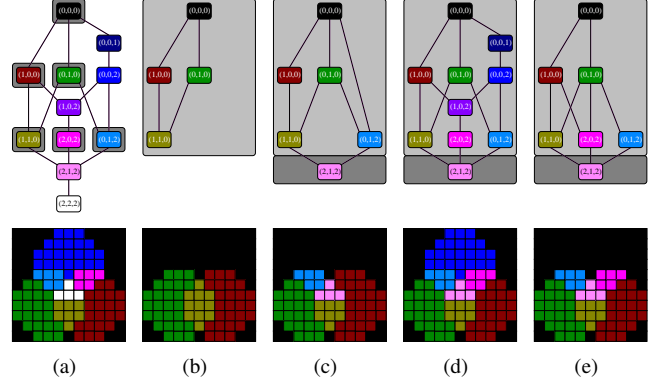 (0,0,0) (0,0,0) (0,0,0) (0,0,0) (0,0,0)
(0,0,1) (0,0,1)
(1,0,0) (0,1,0) (0,0,2) (1,0,0) (0,1,0) (1,0,0) (0,1,0) (1,0,0) (0,1,0) (0,0,2) (1,0,0) (0,1,0)
(1,0,2) (1,0,2)
(1,1,0) (2,0,2) (0,1,2) (1,1,0) (1,1,0) (0,1,2) (1,1,0) (2,0,2) (0,1,2) (1,1,0) (2,0,2) (0,1,2)
(2,1,2) (2,1,2) (2,1,2) (2,1,2)
(2,2,2)
(a) (b) (c) (d) (e)